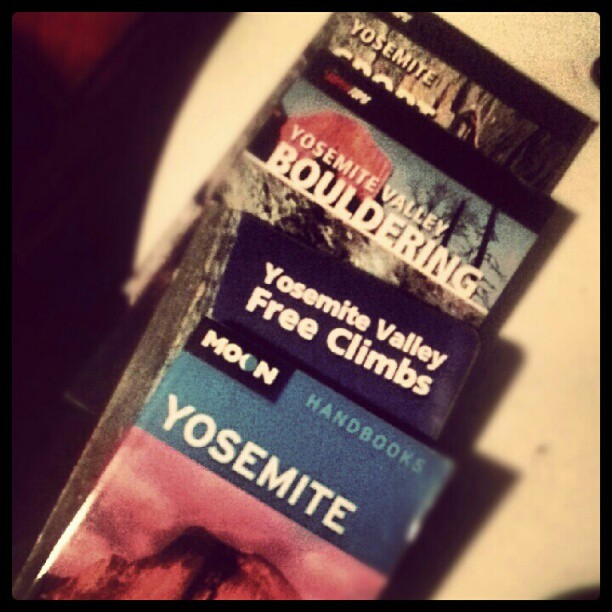 YOSEMITE
YOSEMITE VALLEY
BOULDERING
Yosemite Valley
Free Climbs
MOON
HANDBOOKS
YOSEMITE